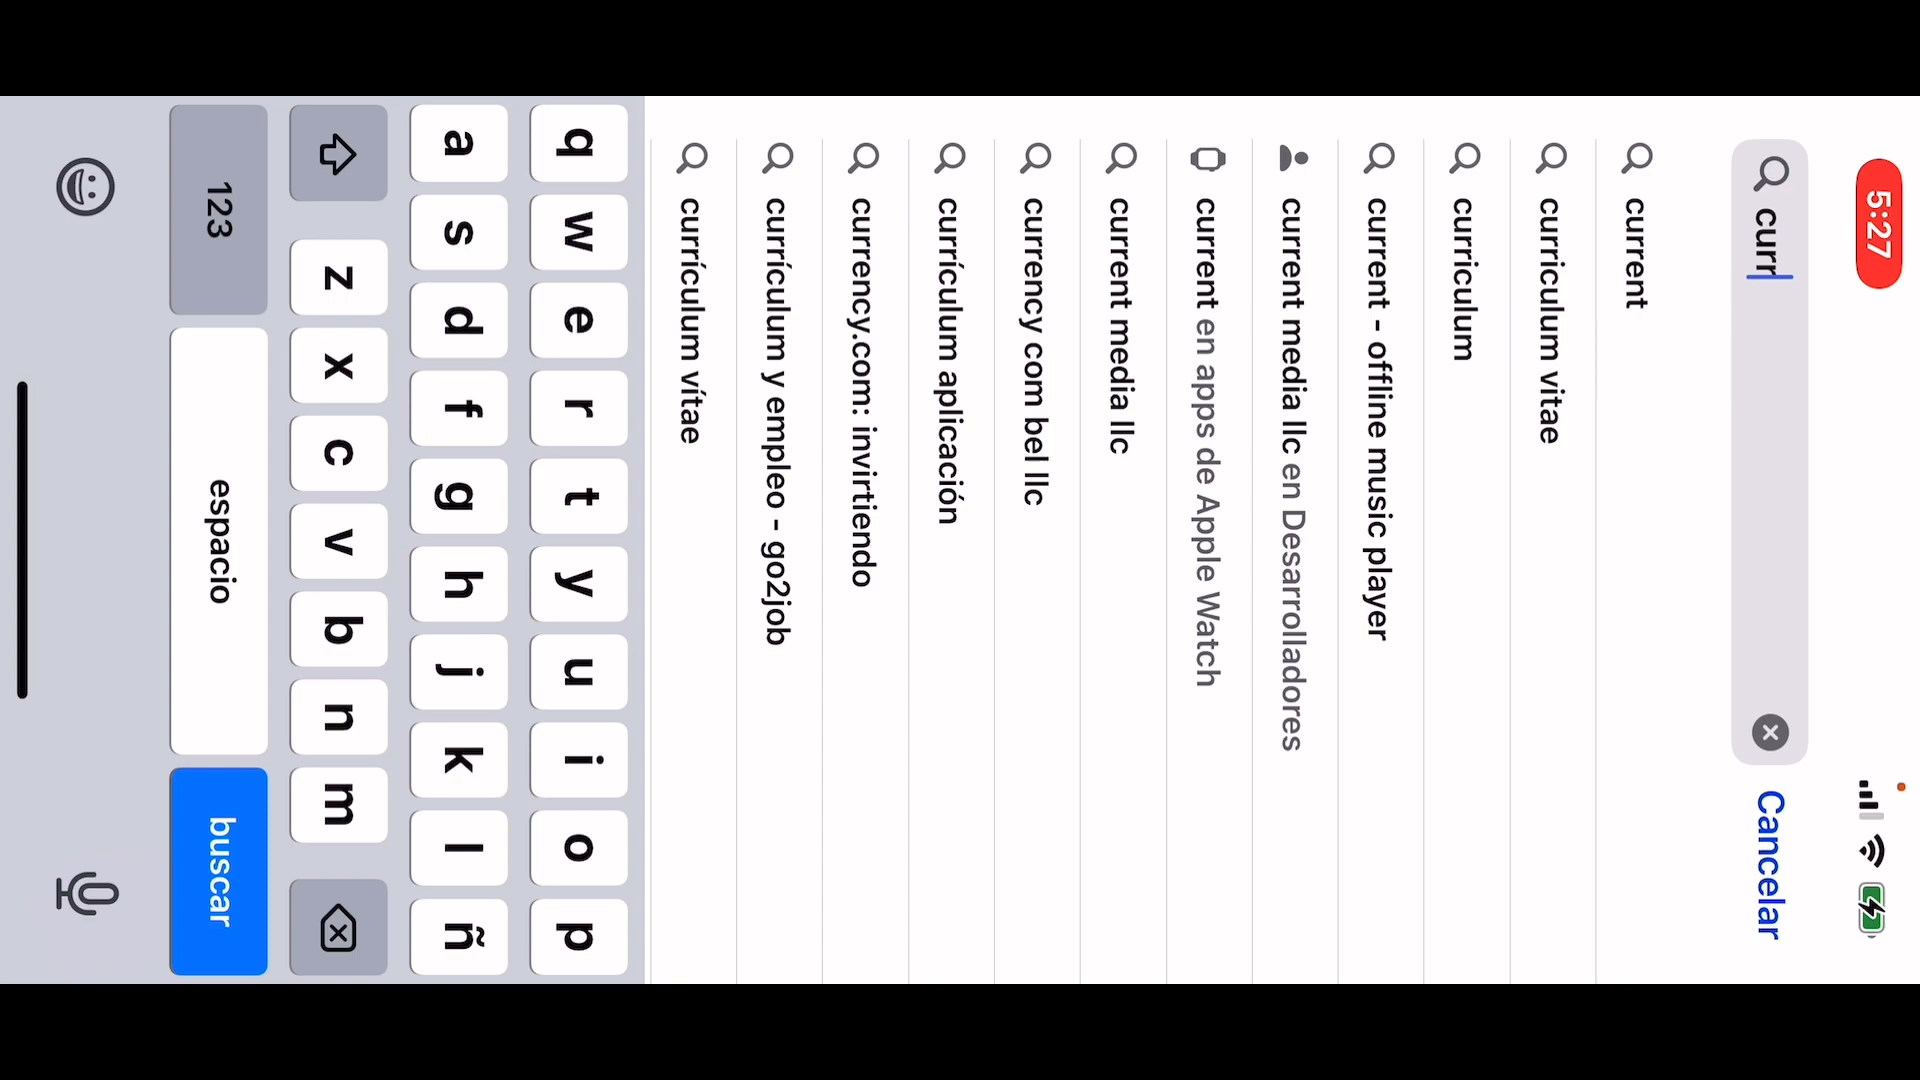 5:27
curr
Cancelar
current
curriculum vitae
curriculum
current - offline music player
current media llc en Desarrolladores
current en apps de Apple Watch
current media llc
currency com bel llc
currículum aplicación
currency.com: invirtiendo
currículum y empleo - go2job
currículum vítae
q w e r t y u i o p
a s d f g h j k l ñ
z x c v b n m
123 espacio buscar